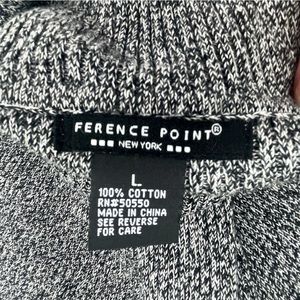 FERENCE POINT®
NEW YORK
L
100% COTTON
RN#50550
MADE IN CHINA
SEE REVERSE
FOR CARE